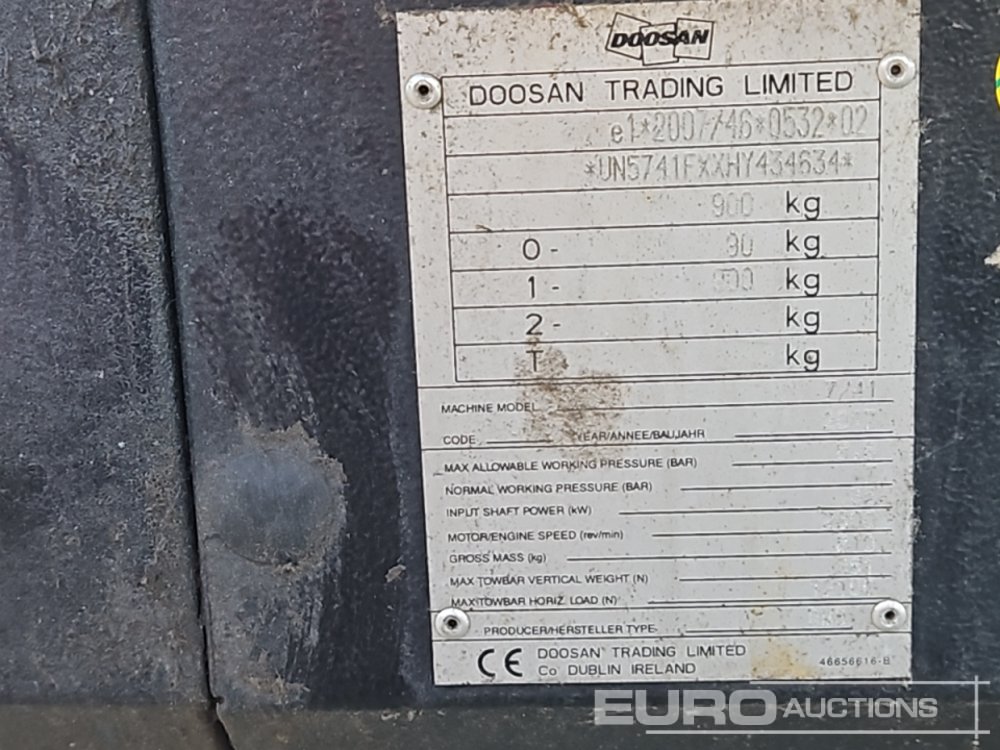 DOOSAN
DOOSAN TRADING LIMITED
e1*2007/46*0532*02
*UN5741FXXHY434634*
900 kg
0- 90 kg
1- 900 kg
2- kg
T kg
MACHINE MODEL 7/41
CODE YEAR/ANNEE/BAUJAHR
MAX ALLOWABLE WORKING PRESSURE (BAR)
NORMAL WORKING PRESSURE (BAR)
INPUT SHAFT POWER (kW)
MOTOR/ENGINE SPEED (rev/min)
GROSS MASS (kg)
MAX TOWBAR VERTICAL WEIGHT (N)
MAX TOWBAR HORIZ. LOAD (N)
PRODUCER/HERSTELLER TYPE
CE DOOSAN TRADING LIMITED
Co DUBLIN IRELAND 46656616-B
EURO AUCTIONS